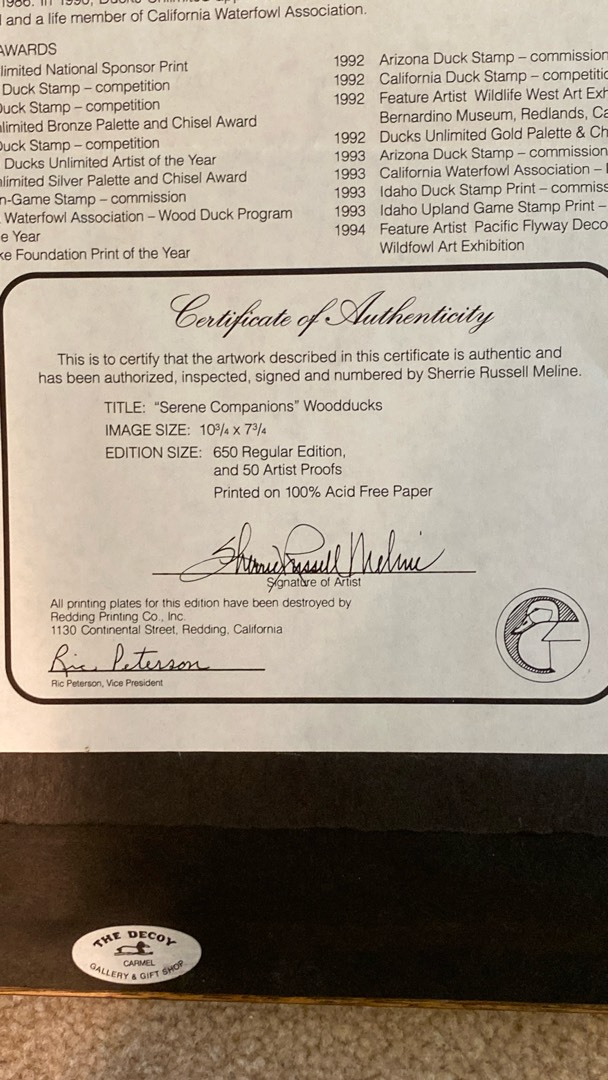 1986. In 1990, Ducks Unlimited
and a life member of California Waterfowl Association.
AWARDS
limited National Sponsor Print
Duck Stamp – competition
Duck Stamp – competition
nlimited Bronze Palette and Chisel Award
Duck Stamp – competition
Ducks Unlimited Artist of the Year
nlimited Silver Palette and Chisel Award
n-Game Stamp – commission
Waterfowl Association – Wood Duck Program
e Year
ke Foundation Print of the Year
1992 Arizona Duck Stamp – commission
1992 California Duck Stamp – competitio
1992 Feature Artist Wildlife West Art Exh
Bernardino Museum, Redlands, Ca
1992 Ducks Unlimited Gold Palette & Ch
1993 Arizona Duck Stamp – commission
1993 California Waterfowl Association –
1993 Idaho Duck Stamp Print – commiss
1993 Idaho Upland Game Stamp Print –
1994 Feature Artist Pacific Flyway Deco
Wildfowl Art Exhibition
Certificate of Authenticity
This is to certify that the artwork described in this certificate is authentic and
has been authorized, inspected, signed and numbered by Sherrie Russell Meline.
TITLE: “Serene Companions” Woodducks
IMAGE SIZE: 10¾ x 7¾
EDITION SIZE: 650 Regular Edition,
and 50 Artist Proofs
Printed on 100% Acid Free Paper
Sherrie Russell Meline
Signature of Artist
All printing plates for this edition have been destroyed by
Redding Printing Co., Inc.
1130 Continental Street, Redding, California
Ric Peterson
Ric Peterson, Vice President
THE DECOY
CARMEL
GALLERY & GIFT SHOP